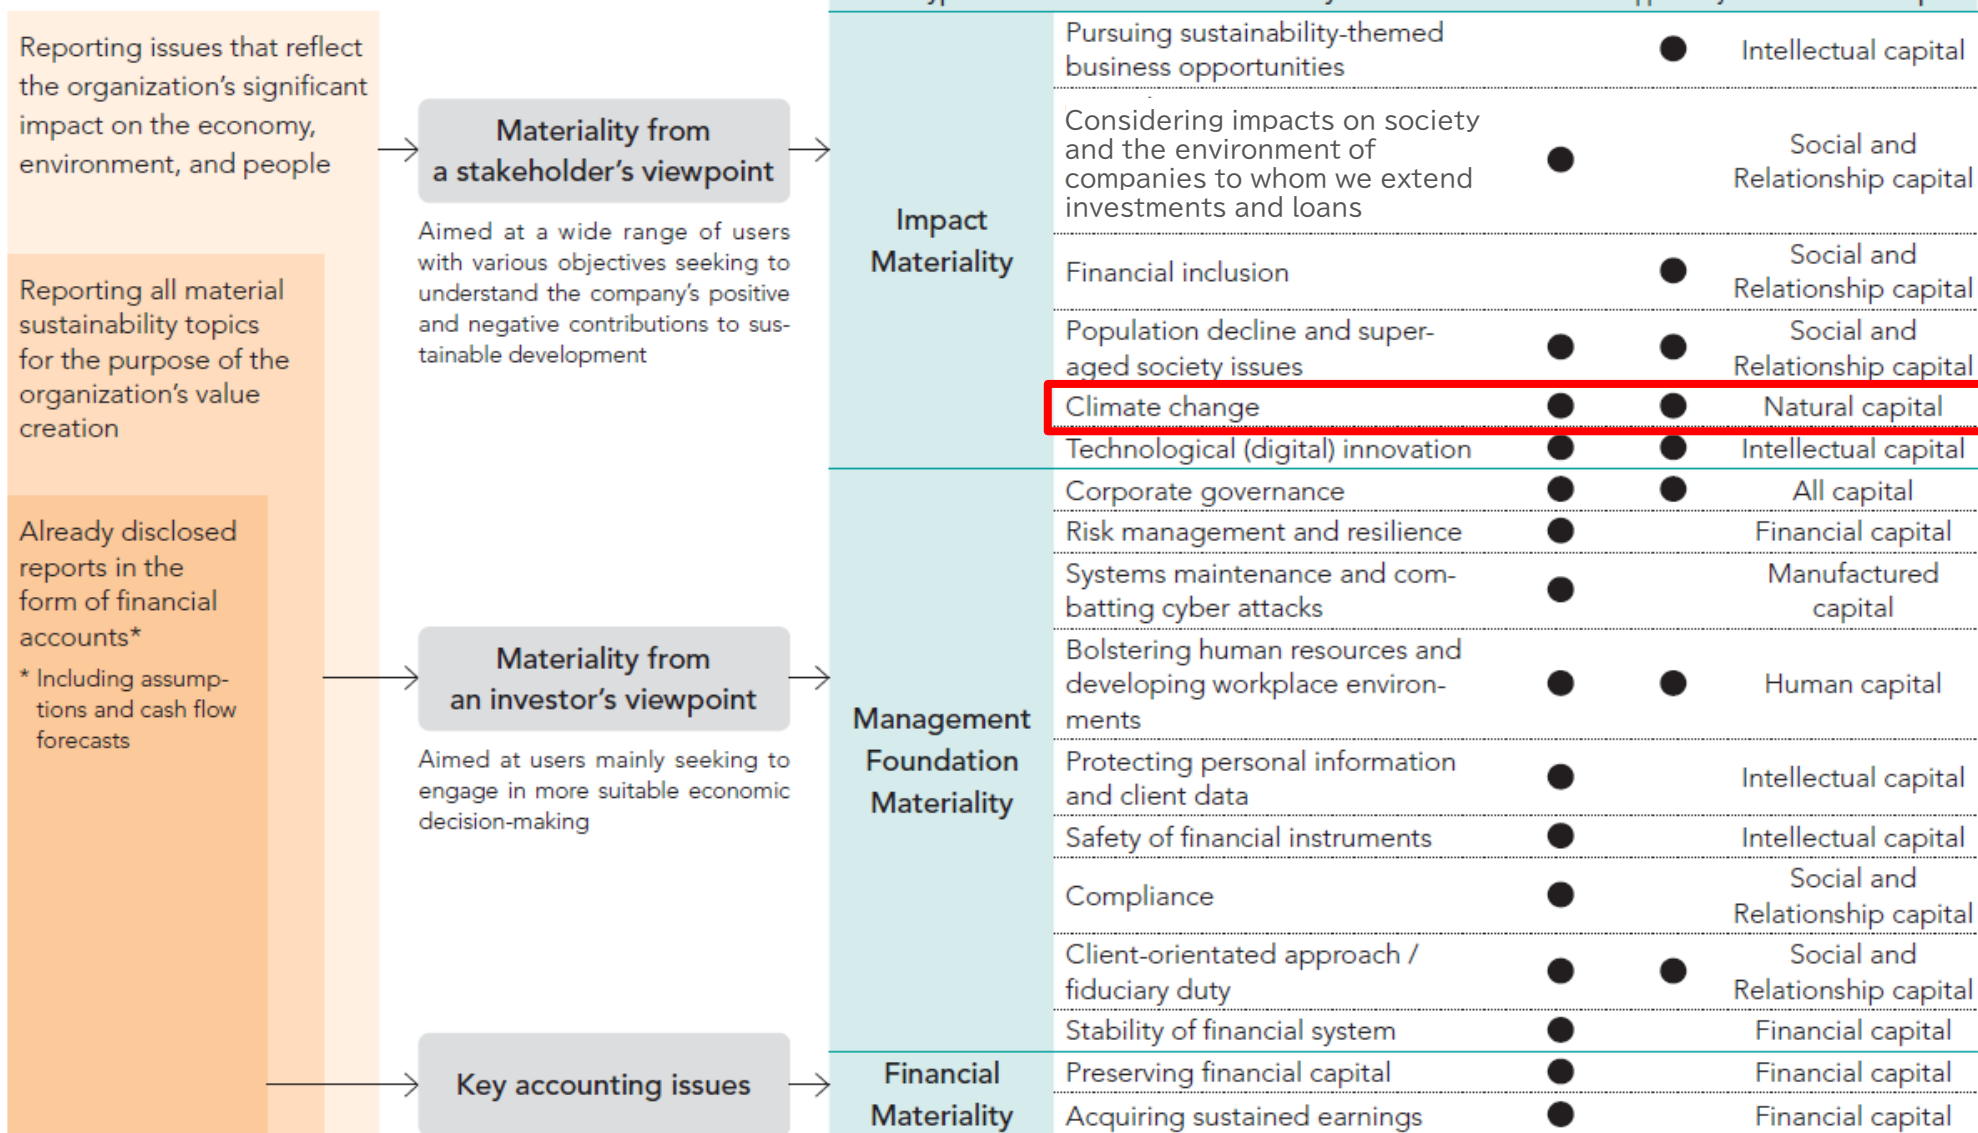 Reporting issues that reflect
the organization's significant
impact on the economy,
environment, and people
Reporting all material
sustainability topics
for the purpose of the
organization's value
creation
Already disclosed
reports in the
form of financial
accounts*
* Including assump-
tions and cash flow
forecasts
Materiality from
a stakeholder's viewpoint
Aimed at a wide range of users
with various objectives seeking to
understand the company's positive
and negative contributions to sus-
tainable development
Materiality from
an investor's viewpoint
Aimed at users mainly seeking to
engage in more suitable economic
decision-making
Key accounting issues
Impact
Materiality
Pursuing sustainability-themed
business opportunities
Intellectual capital
Considering impacts on society
and the environment of
companies to whom we extend
investments and loans
Social and
Relationship capital
Financial inclusion
Social and
Relationship capital
Population decline and super-
aged society issues
Social and
Relationship capital
Climate change
Natural capital
Technological (digital) innovation
Intellectual capital
Management
Foundation
Materiality
Corporate governance
All capital
Risk management and resilience
Financial capital
Systems maintenance and com-
batting cyber attacks
Manufactured
capital
Bolstering human resources and
developing workplace environ-
ments
Human capital
Protecting personal information
and client data
Intellectual capital
Safety of financial instruments
Intellectual capital
Compliance
Social and
Relationship capital
Client-orientated approach /
fiduciary duty
Social and
Relationship capital
Stability of financial system
Financial capital
Financial
Materiality
Preserving financial capital
Financial capital
Acquiring sustained earnings
Financial capital